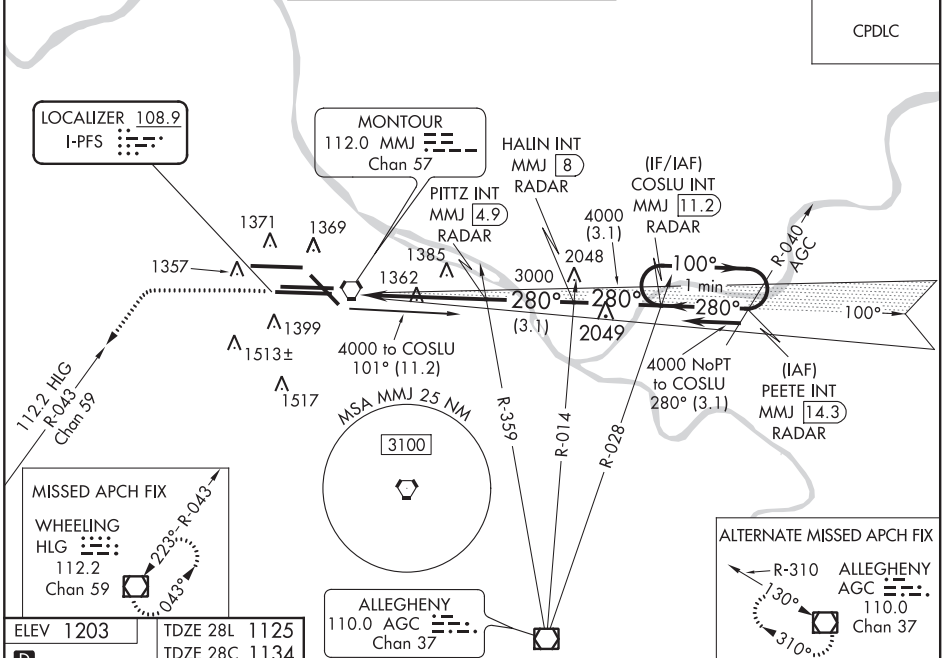 CPDLC
LOCALIZER 108.9
I-PFS
MONTOUR
112.0 MMJ
Chan 57
HALIN INT
MMJ 8
RADAR
(IF/IAF)
COSLU INT
MMJ 11.2
RADAR
PITTZ INT
MMJ 4.9
RADAR
4000
(3.1)
R-040
AGC
1371
1369
1385
2048
1357
1362
3000
100°
1 min
280°
280°
280°
100°
(3.1)
2049
1399
1513±
1517
4000 to COSLU
101° (11.2)
4000 NoPT
to COSLU
280° (3.1)
(IAF)
PEETE INT
MMJ 14.3
RADAR
112.2 HLG
R-043
Chan 59
MSA MMJ 25 NM
3100
R-359
R-014
R-028
MISSED APCH FIX
WHEELING
HLG
112.2
Chan 59
R-043
223°
043°
ALLEGHENY
110.0 AGC
Chan 37
ALTERNATE MISSED APCH FIX
R-310
130°
310°
ALLEGHENY
AGC
110.0
Chan 37
ELEV 1203
D
TDZE 28L 1125
TDZE 28C 1134